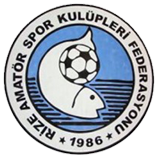 RİZE AMATÖR SPOR KULÜPLERİ FEDERASYONU
1986